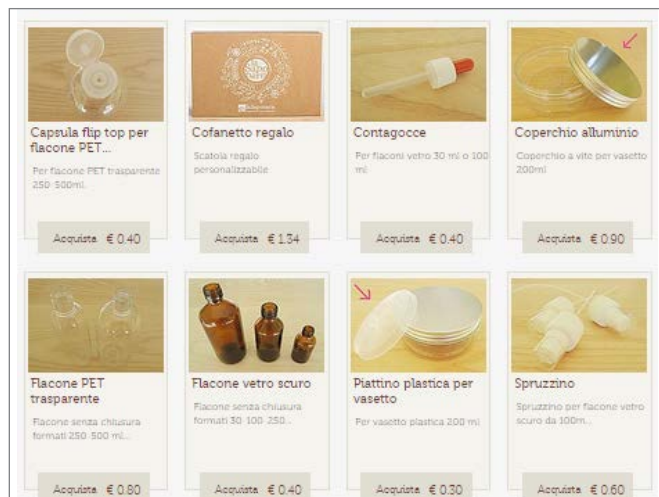 Capsula flip top per
flacone PET...
Per flacone PET trasparente
250-500ml
Acquista € 0.40
Cofanetto regalo
Scatola regalo
personalizzabile
Acquista € 1.34
Contagocce
Per flaconi vetro 30 ml o 100
ml
Acquista € 0.40
Coperchio alluminio
Coperchio a vite per vasetto
200ml
Acquista € 0.90
Flacone PET
trasparente
Flacone senza chiusura
formati 250-500 ml...
Acquista € 0.80
Flacone vetro scuro
Flacone senza chiusura
formati 30-100-250...
Acquista € 0.40
Piattino plastica per
vasetto
Per vasetto plastica 200 ml
Acquista € 0.30
Spruzzino
Spruzzino per flacone vetro
scuro da 100m...
Acquista € 0.60